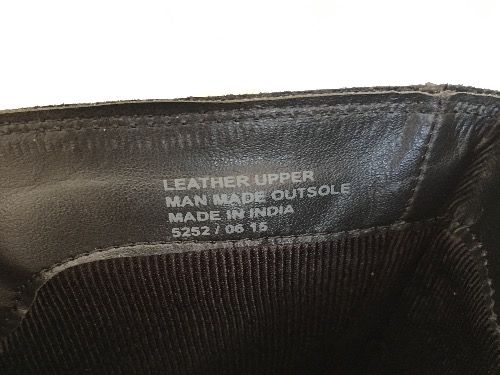 LEATHER UPPER
MAN MADE OUTSOLE
MADE IN INDIA
5252 / 06 15